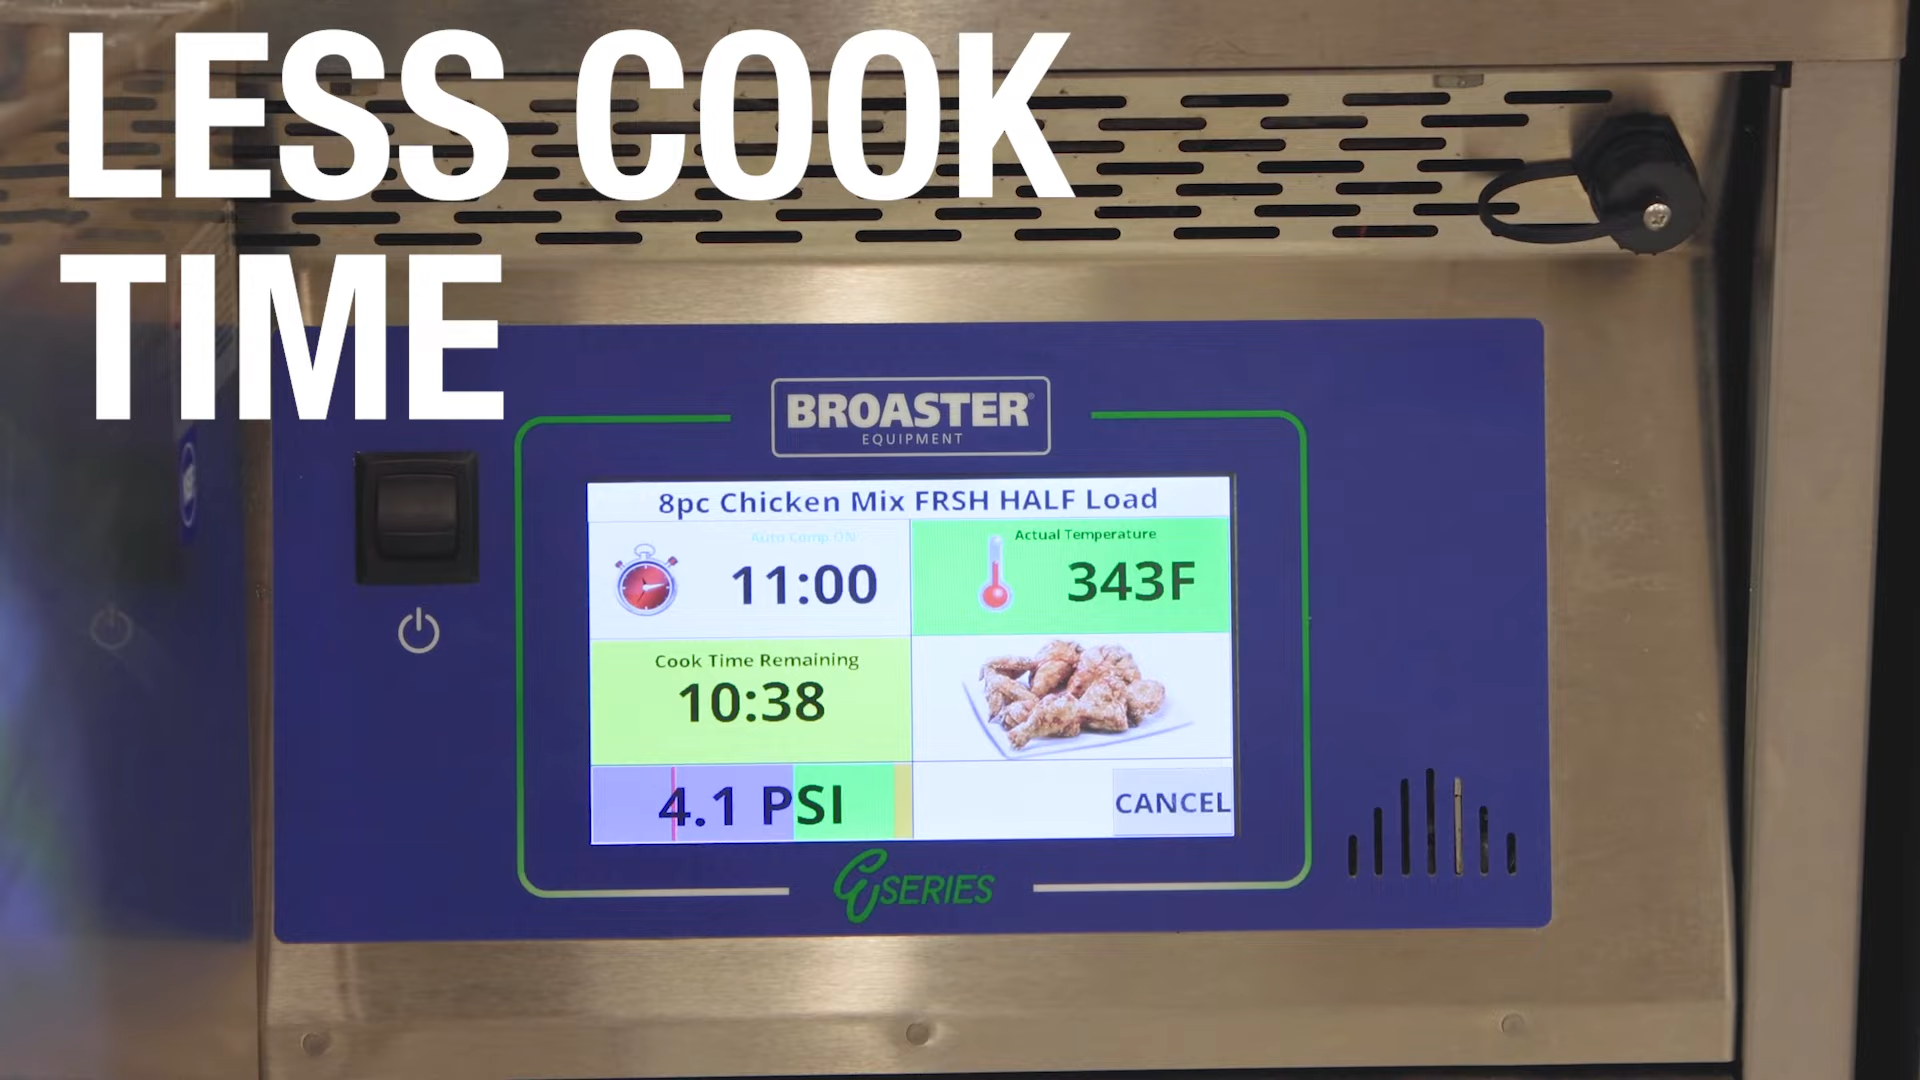 LESS COOK
TIME
BROASTER®
EQUIPMENT
8pc Chicken Mix FRSH HALF Load
Auto Comp ON
11:00
Actual Temperature
343F
Cook Time Remaining
10:38
4.1 PSI
CANCEL
SERIES